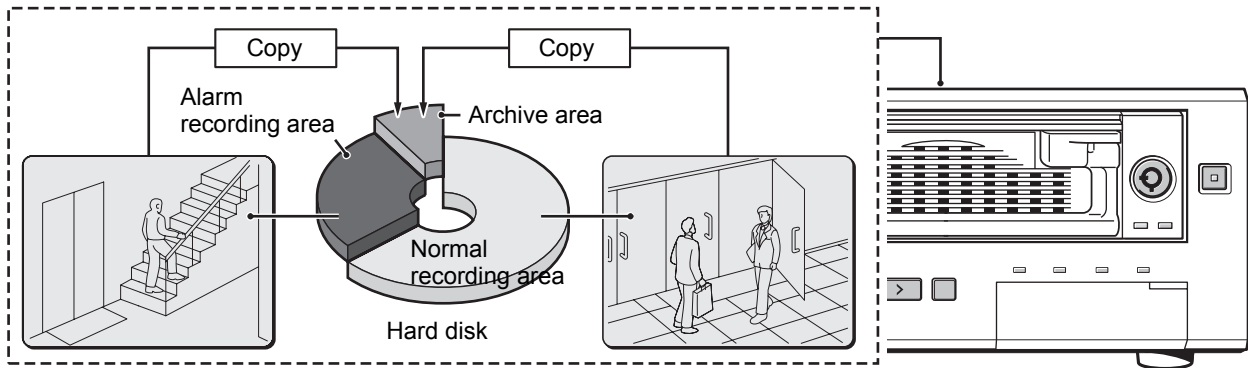 Copy
Copy
Alarm
recording area
Archive area
Normal
recording area
Hard disk